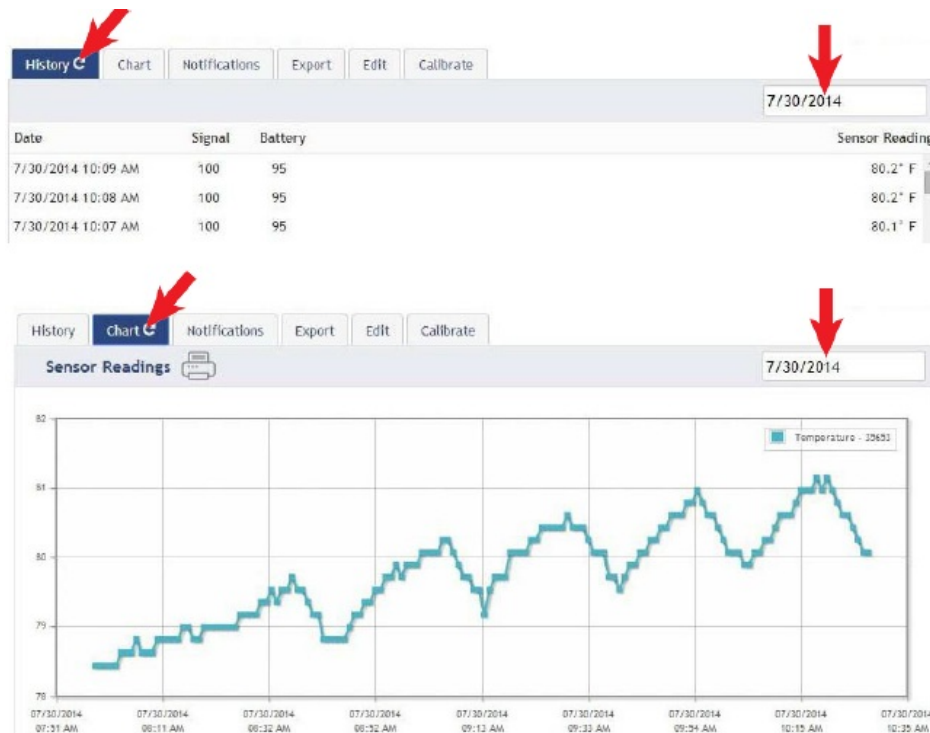 History Chart Notifications Export Edit Calibrate
7/30/2014
Date Signal Battery Sensor Reading
7/30/2014 10:09 AM 100 95 80.2° F
7/30/2014 10:08 AM 100 95 80.2° F
7/30/2014 10:07 AM 100 95 80.1° F
History Chart Notifications Export Edit Calibrate
Sensor Readings 7/30/2014
82
Temperature - 35653
81
80
79
78
07/30/2014 07/30/2014 07/30/2014 07/30/2014 07/30/2014 07/30/2014 07/30/2014 07/30/2014 07/30/2014
07:51 AM 08:11 AM 08:32 AM 08:52 AM 09:13 AM 09:33 AM 09:54 AM 10:15 AM 10:35 AM